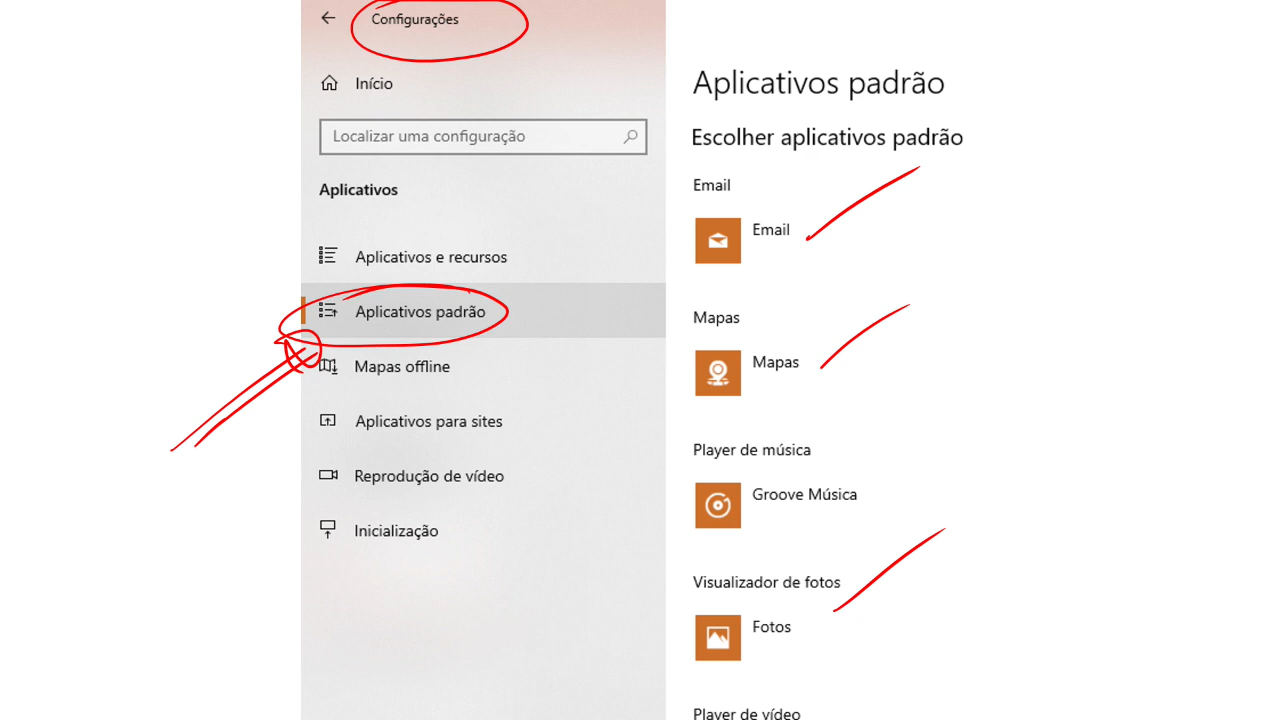 Configurações
Início
Localizar uma configuração
Aplicativos
Aplicativos e recursos
Aplicativos padrão
Mapas offline
Aplicativos para sites
Reprodução de vídeo
Inicialização
Aplicativos padrão
Escolher aplicativos padrão
Email
Email
Mapas
Mapas
Player de música
Groove Música
Visualizador de fotos
Fotos
Player de vídeo